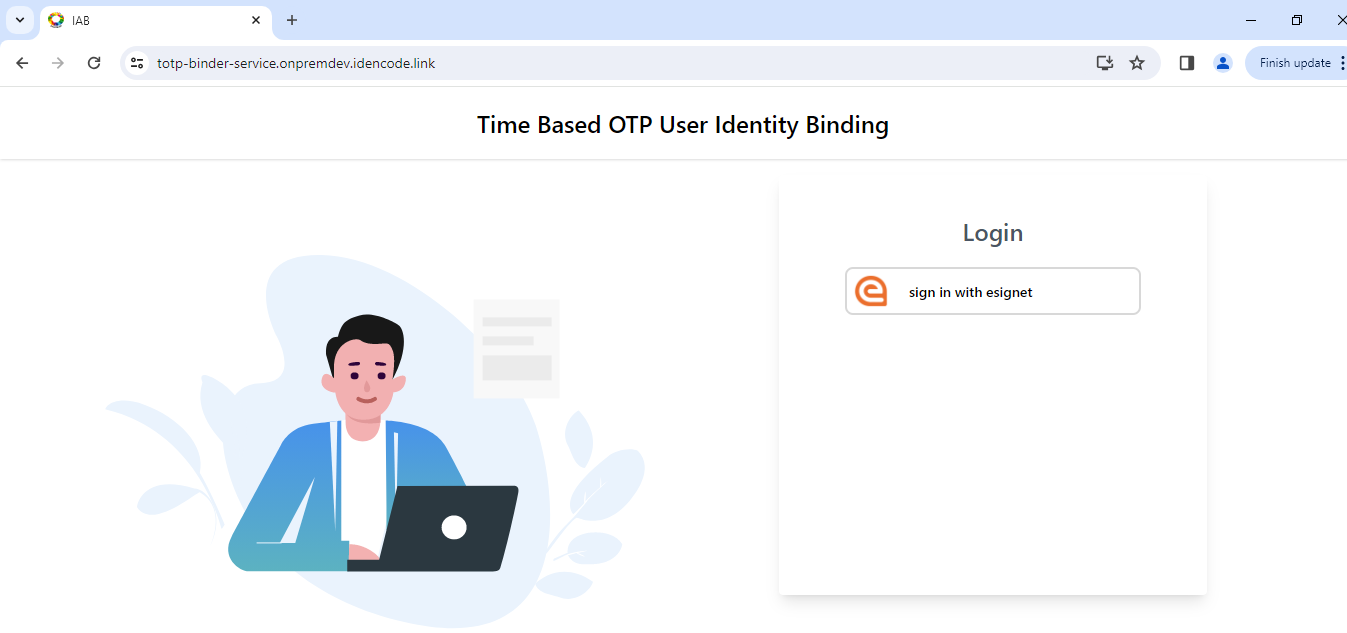 IAB
totp-binder-service.onpremdev.idencode.link
Finish update
Time Based OTP User Identity Binding
Login
sign in with esignet